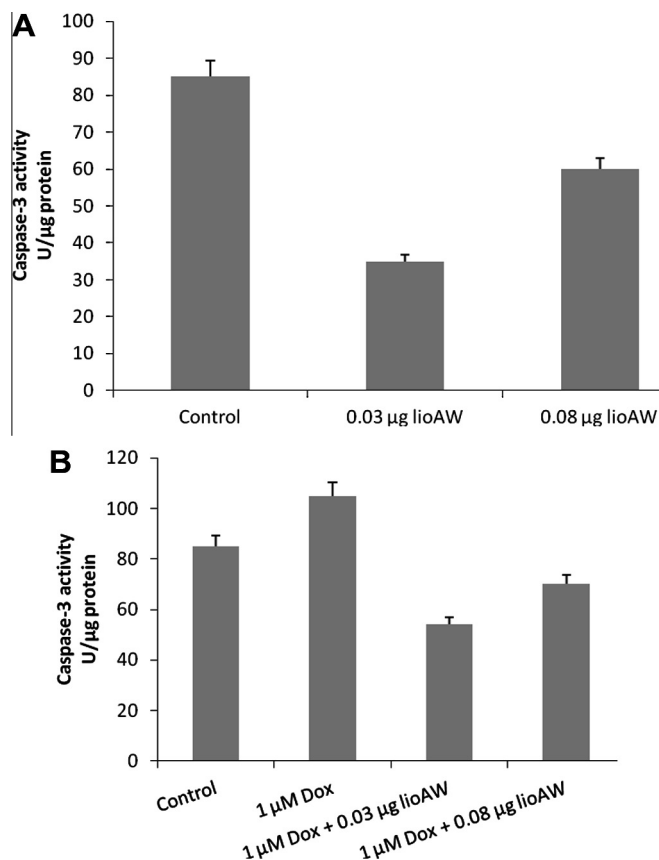 A
Caspase-3 activity
U/µg protein
100
90
80
70
60
50
40
30
20
10
0
Control
0.03 µg lioAW
0.08 µg lioAW
B
Caspase-3 activity
U/µg protein
120
100
80
60
40
20
0
Control
1 µM Dox
1 µM Dox + 0.03 µg lioAW
1 µM Dox + 0.08 µg lioAW